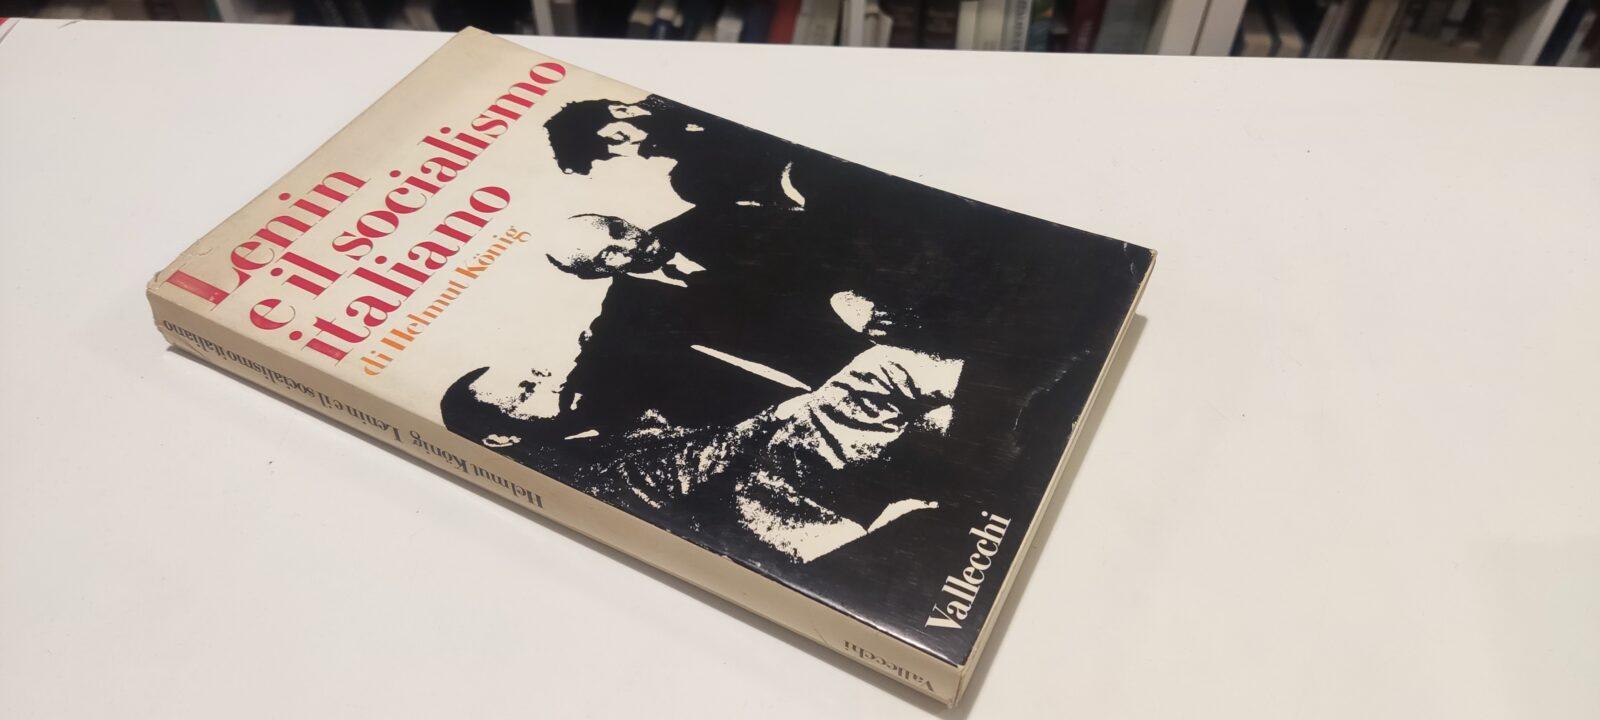 Lenin
e il socialismo
italiano
di Helmut König
Vallecchi
Helmut König Lenin e il socialismo italiano
Vallecchi